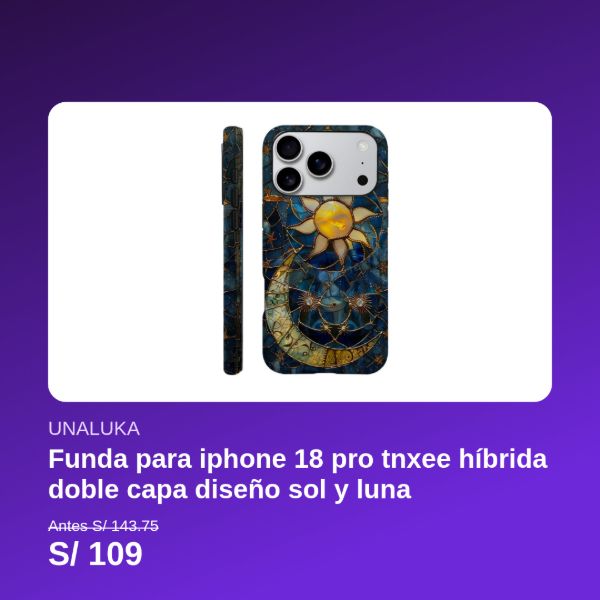 UNALUKA
Funda para iphone 18 pro tnxee híbrida
doble capa diseño sol y luna
Antes S/ 143.75
S/ 109